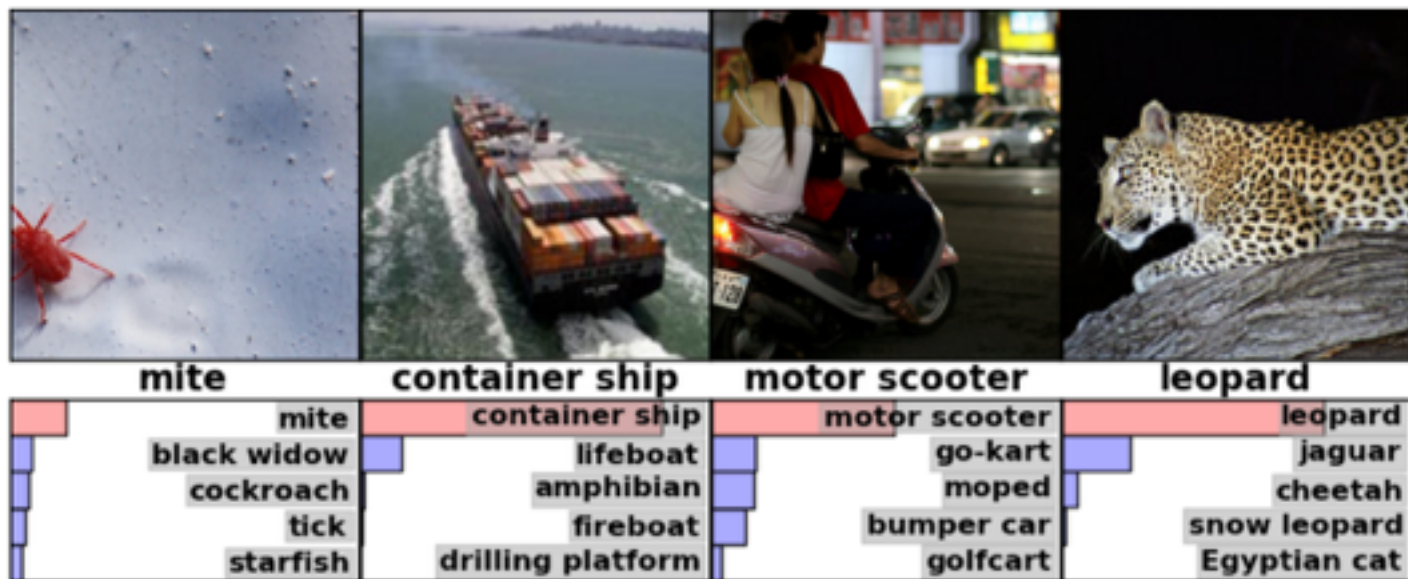 mite
container ship
motor scooter
leopard
mite
black widow
cockroach
tick
starfish
container ship
lifeboat
amphibian
fireboat
drilling platform
motor scooter
go-kart
moped
bumper car
golfcart
leopard
jaguar
cheetah
snow leopard
Egyptian cat